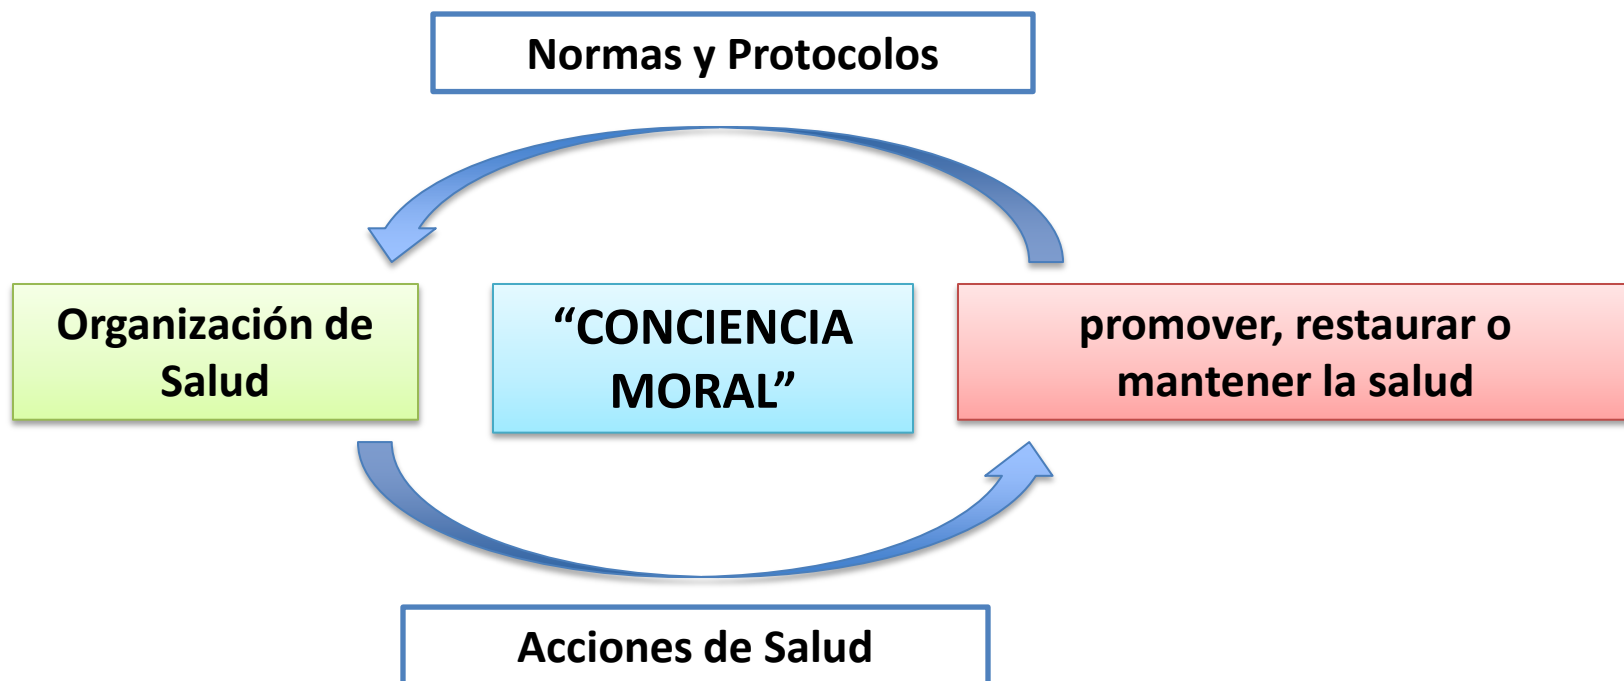 Normas y Protocolos
Organización de
Salud
“CONCIENCIA
MORAL”
promover, restaurar o
mantener la salud
Acciones de Salud